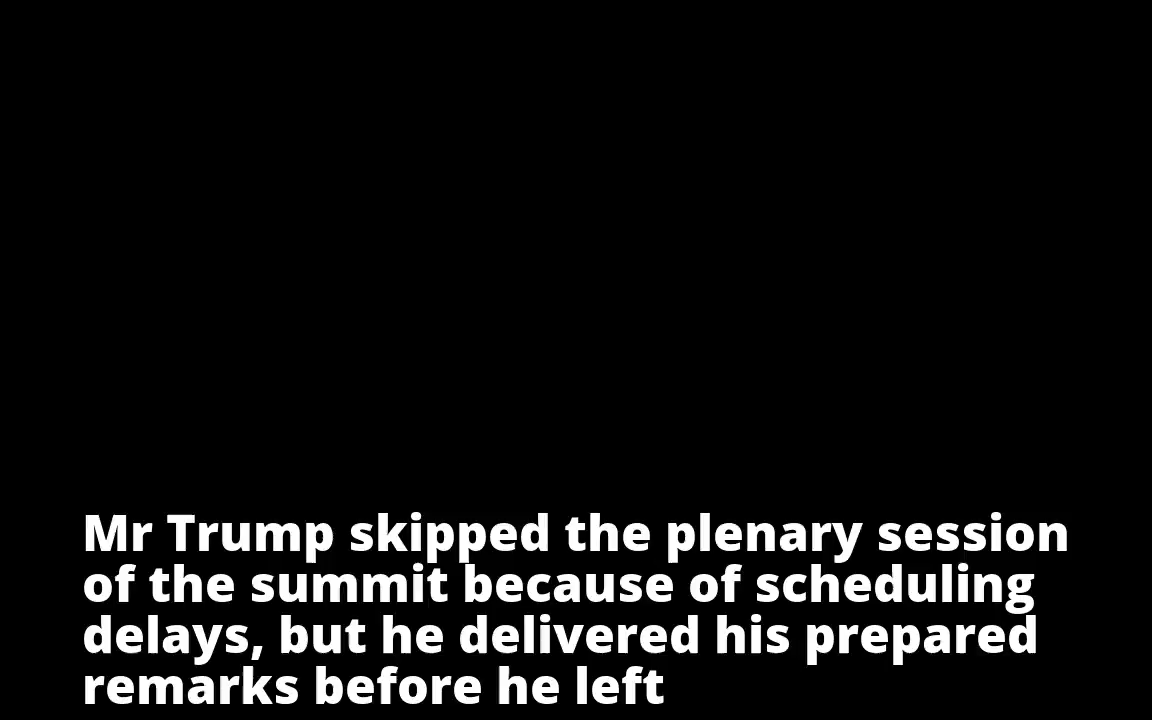 Mr Trump skipped the plenary session
of the summit because of scheduling
delays, but he delivered his prepared
remarks before he left